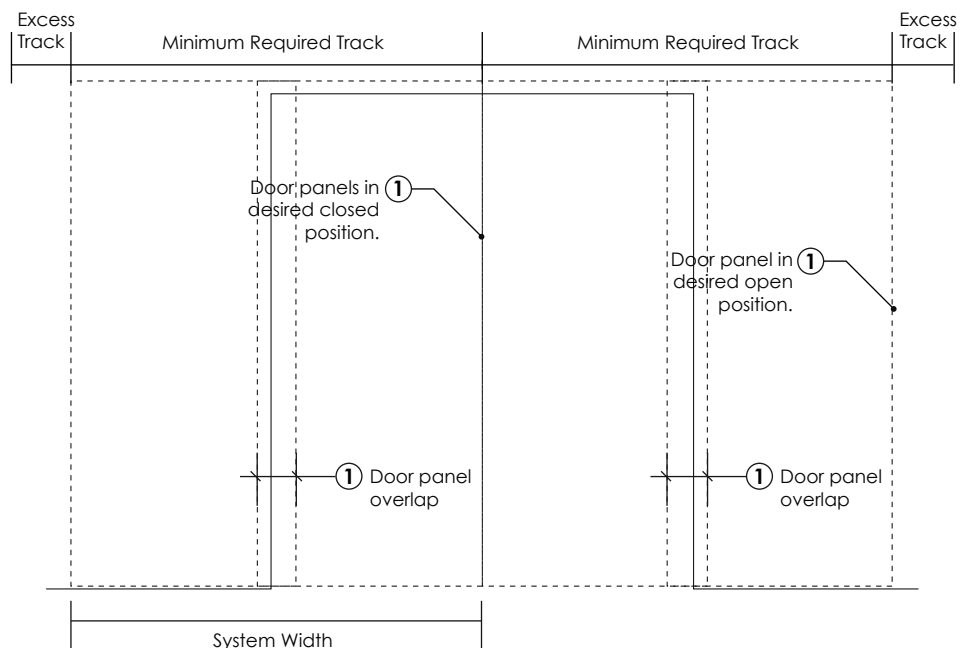 Excess
Track
Minimum Required Track
Minimum Required Track
Excess
Track
Door panels in
desired closed
position.
1
Door panel in
desired open
position.
1
1 Door panel
overlap
1 Door panel
overlap
System Width